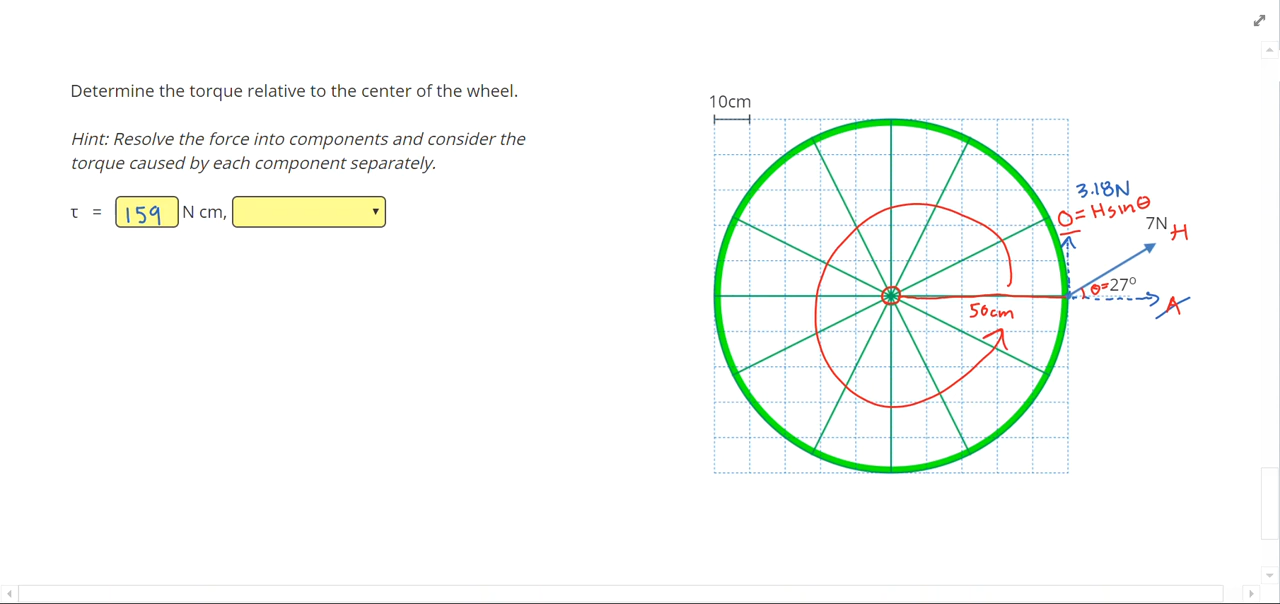 Determine the torque relative to the center of the wheel.
Hint: Resolve the force into components and consider the
torque caused by each component separately.
τ = 159 N cm,
10cm
3.18N
O=Hsinθ
7N H
θ=27°
A
50cm